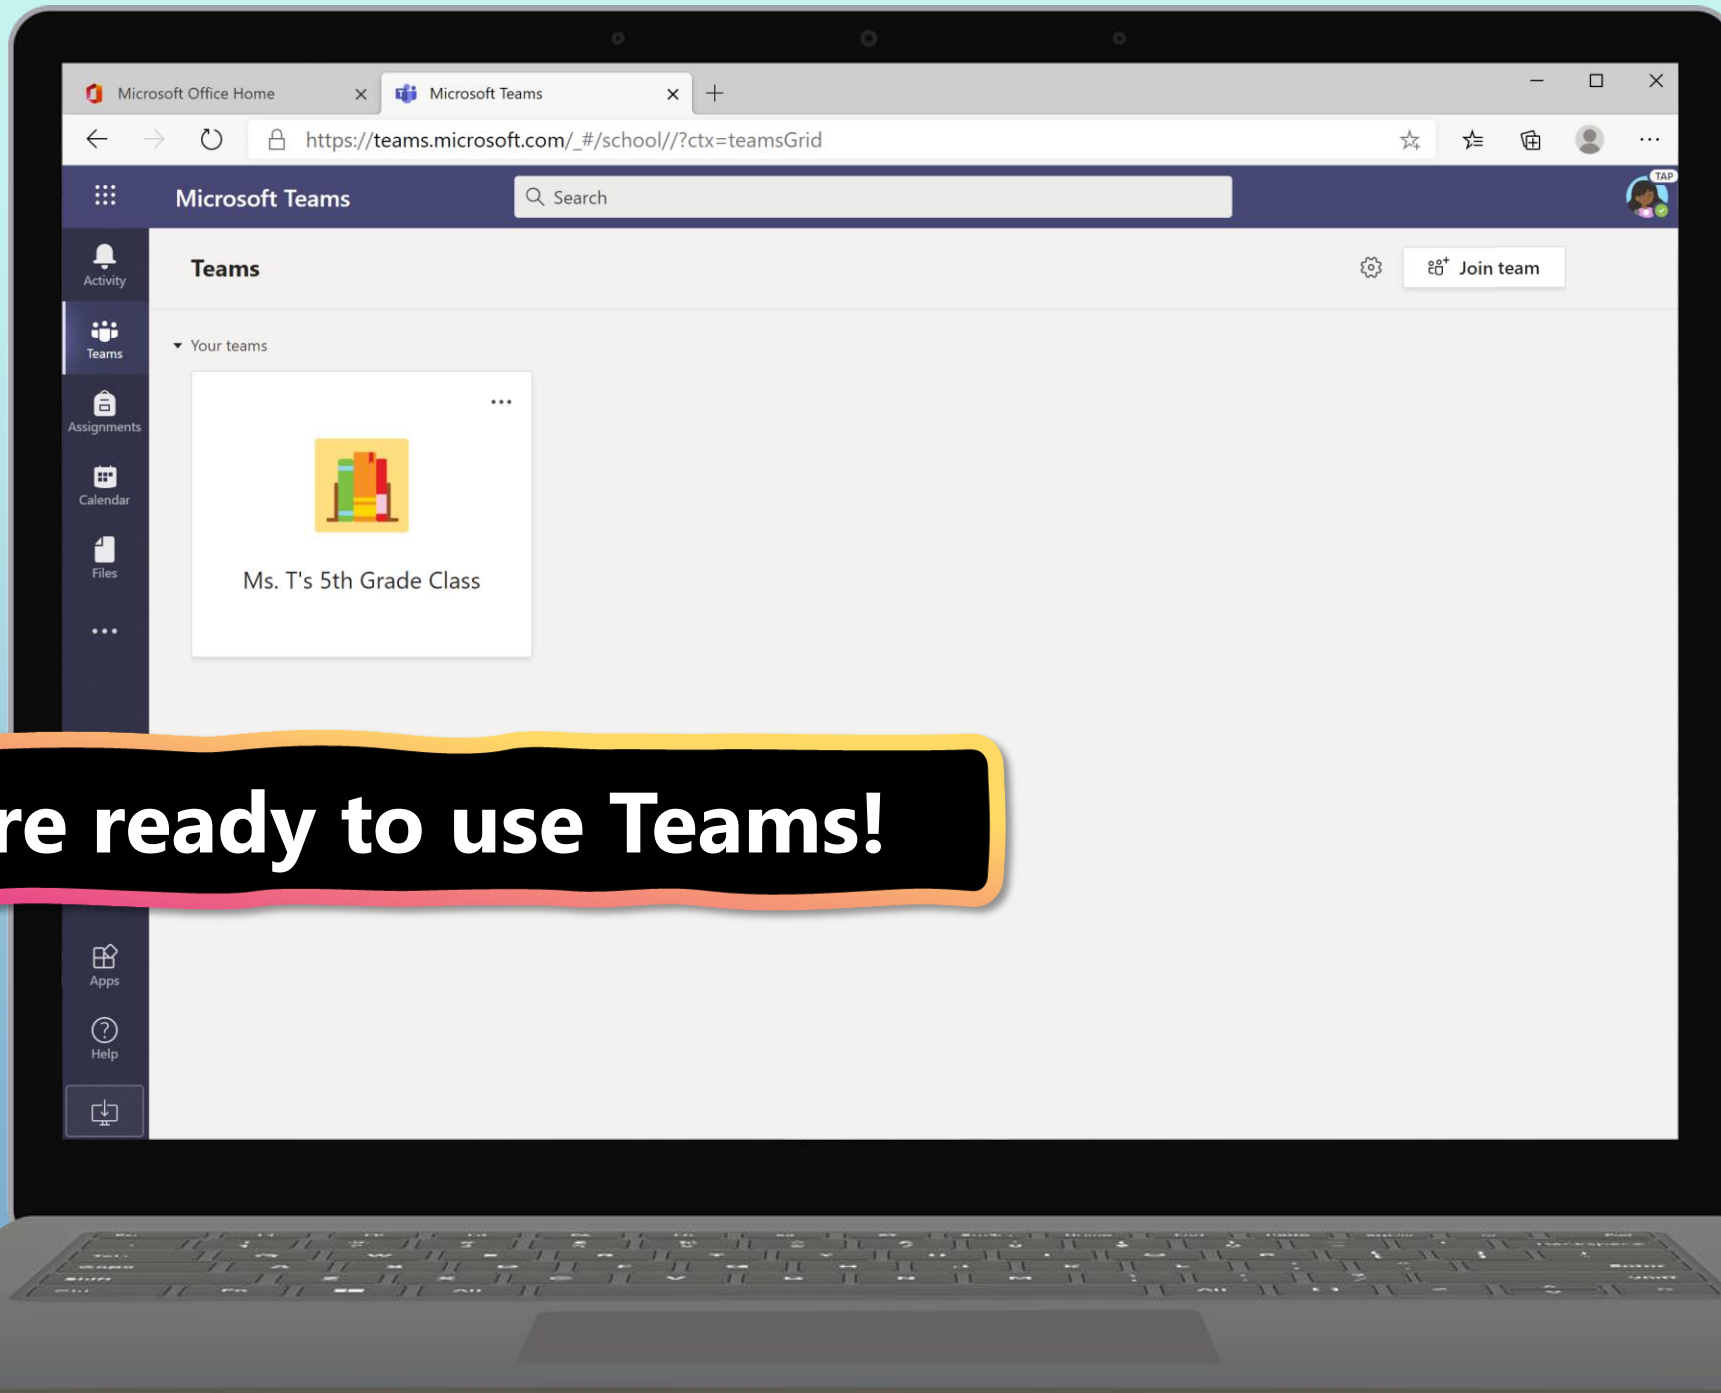 Microsoft Office Home
Microsoft Teams
https://teams.microsoft.com/_#/school//?ctx=teamsGrid
Microsoft Teams
Search
TAP
Activity
Teams
Join team
Teams
Your teams
Assignments
Calendar
Files
Ms. T's 5th Grade Class
re ready to use Teams!
Apps
Help